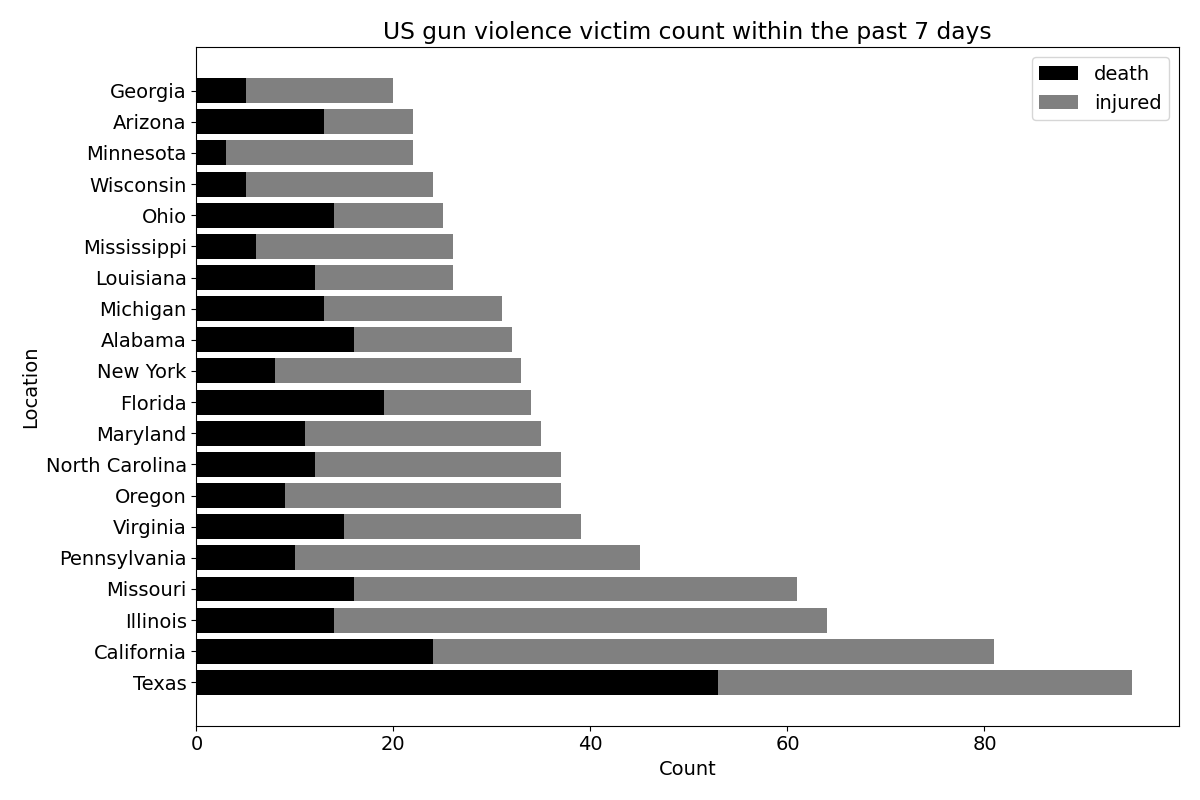 US gun violence victim count within the past 7 days
death
injured
Georgia
Arizona
Minnesota
Wisconsin
Ohio
Mississippi
Louisiana
Michigan
Alabama
New York
Florida
Maryland
North Carolina
Oregon
Virginia
Pennsylvania
Missouri
Illinois
California
Texas
Location
0 20 40 60 80
Count